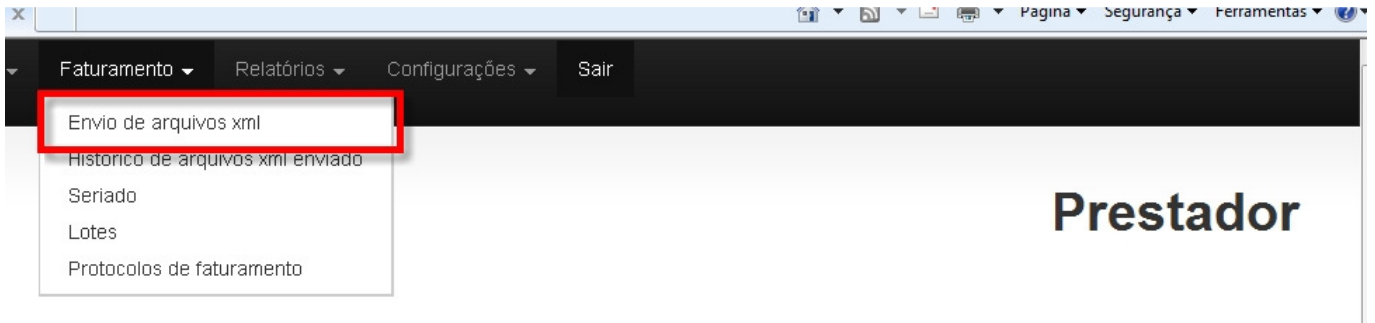 x
Página Segurança Ferramentas
Faturamento Relatórios Configurações Sair
Envio de arquivos xml
Histórico de arquivos xml enviado
Seriado
Lotes
Protocolos de faturamento
Prestador